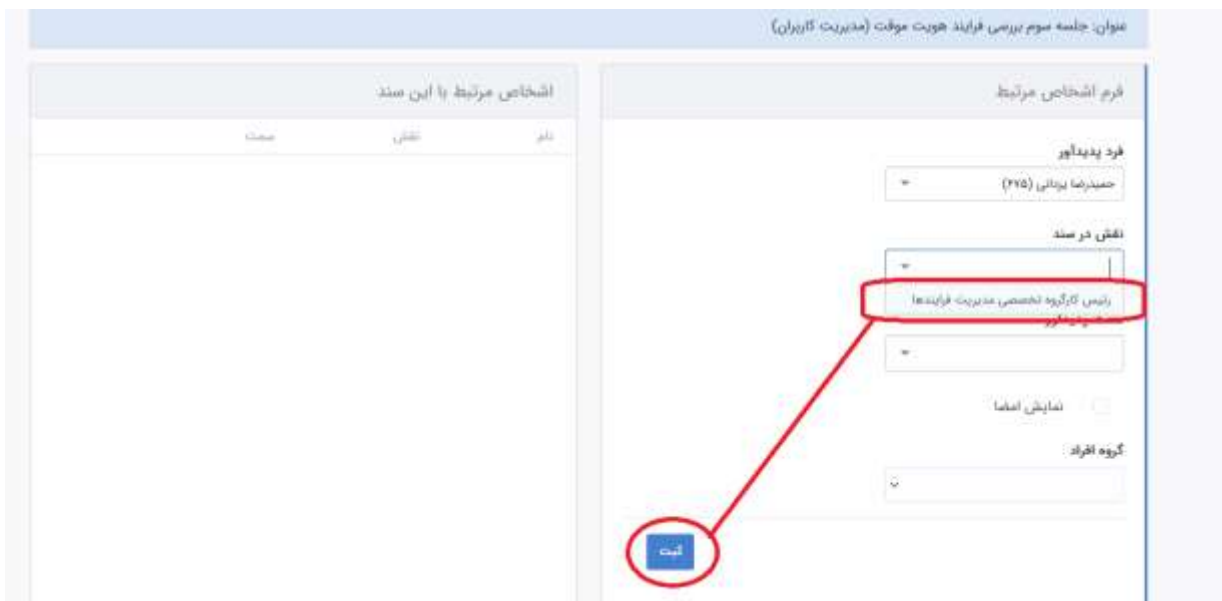 عنوان: جلسه سوم بررسی فرایند هویت موقت (مدیریت کاربران)
فرم اشخاص مرتبط
فرد پدیدآور
حمیدرضا یزدانی (۲۷۵)
نقش در سند
رئیس کارگروه تخصصی مدیریت فرایندها
نمایش امضا
گروه افراد
ثبت
اشخاص مرتبط با این سند
نام نقش سمت